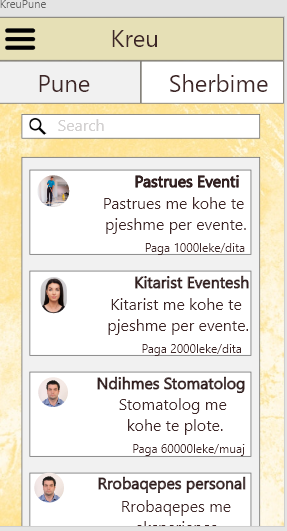 KreuPune
Kreu
Pune
Sherbime
Search
Pastrues Eventi
Pastrues me kohe te
pjeshme per evente.
Paga 1000leke/dita
Kitarist Eventesh
Kitarist me kohe te
pjeshme per evente.
Paga 2000leke/dita
Ndihmes Stomatolog
Stomatolog me
kohe te plote.
Paga 60000leke/muaj
Rrobaqepes personal
Rrobaqepes me